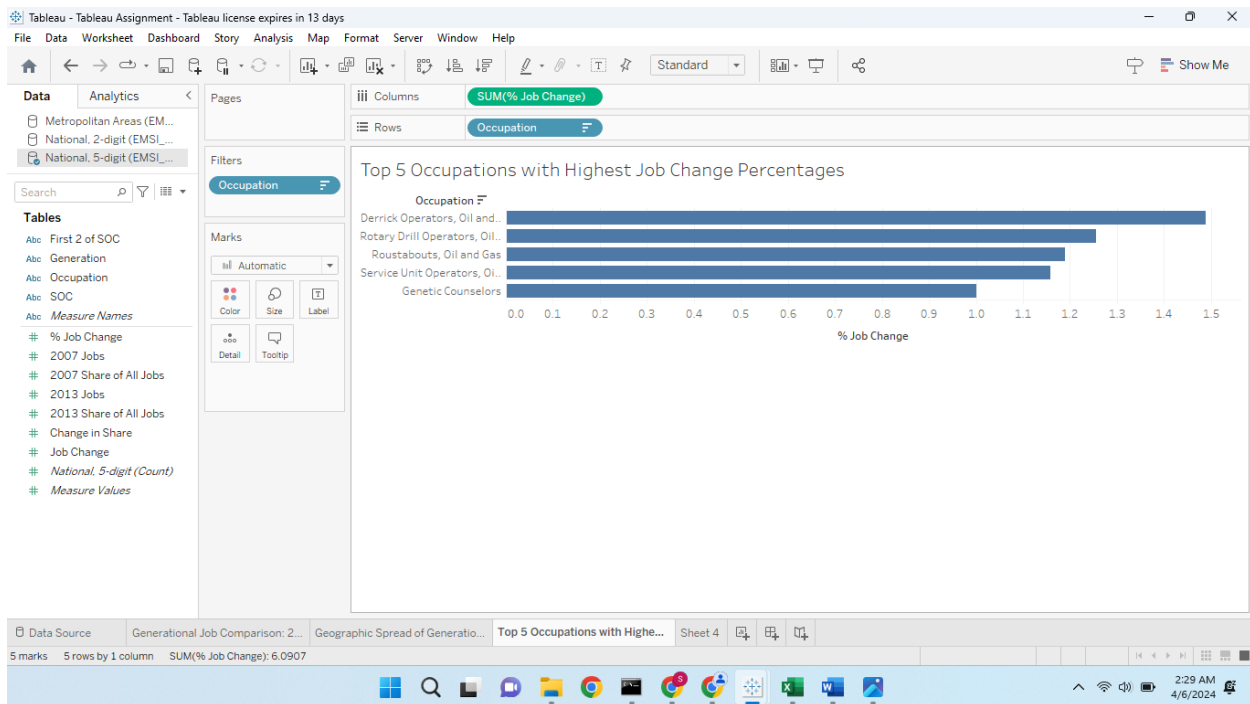 Tableau - Tableau Assignment - Tableau license expires in 13 days
File Data Worksheet Dashboard Story Analysis Map Format Server Window Help
Standard
Show Me
Data Analytics
Metropolitan Areas (EM...
National, 2-digit (EMSI_...
National, 5-digit (EMSI_...
Search
Tables
Abc First 2 of SOC
Abc Generation
Abc Occupation
Abc SOC
Abc Measure Names
# % Job Change
# 2007 Jobs
# 2007 Share of All Jobs
# 2013 Jobs
# 2013 Share of All Jobs
# Change in Share
# Job Change
# National, 5-digit (Count)
# Measure Values
Pages
Filters
Occupation
Marks
Automatic
Color Size Label
Detail Tooltip
Columns SUM(% Job Change)
Rows Occupation
Top 5 Occupations with Highest Job Change Percentages
Occupation
Derrick Operators, Oil and..
Rotary Drill Operators, Oil..
Roustabouts, Oil and Gas
Service Unit Operators, Oi..
Genetic Counselors
0.0 0.1 0.2 0.3 0.4 0.5 0.6 0.7 0.8 0.9 1.0 1.1 1.2 1.3 1.4 1.5
% Job Change
Data Source Generational Job Comparison: 2... Geographic Spread of Generatio... Top 5 Occupations with Highe... Sheet 4
5 marks 5 rows by 1 column SUM(% Job Change): 6.0907
S
2:29 AM
4/6/2024